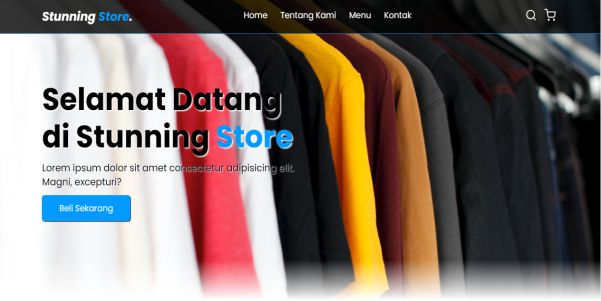 Stunning Store.
Home Tentang Kami Menu Kontak
Selamat Datang
di Stunning Store
Lorem ipsum dolor sit amet consectetur adipisicing elit.
Magni, excepturi?
Beli Sekarang